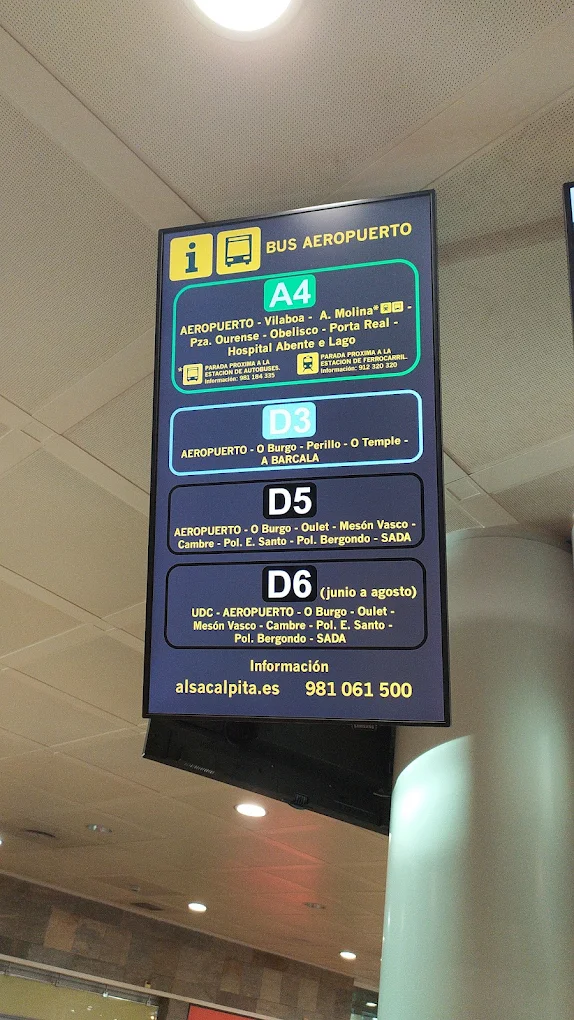 i BUS AEROPUERTO
A4
AEROPUERTO - Vilaboa - A. Molina* -
Pza. Ourense - Obelisco - Porta Real -
Hospital Abente e Lago
* PARADA PROXIMA A LA
ESTACION DE AUTOBUSES.
Información: 981 184 335
PARADA PROXIMA A LA
ESTACION DE FERROCARRIL.
Información: 912 320 320
D3
AEROPUERTO - O Burgo - Perillo - O Temple -
A BARCALA
D5
AEROPUERTO - O Burgo - Oulet - Mesón Vasco -
Cambre - Pol. E. Santo - Pol. Bergondo - SADA
D6 (junio a agosto)
UDC - AEROPUERTO - O Burgo - Oulet -
Mesón Vasco - Cambre - Pol. E. Santo -
Pol. Bergondo - SADA
Información
alsacalpita.es 981 061 500